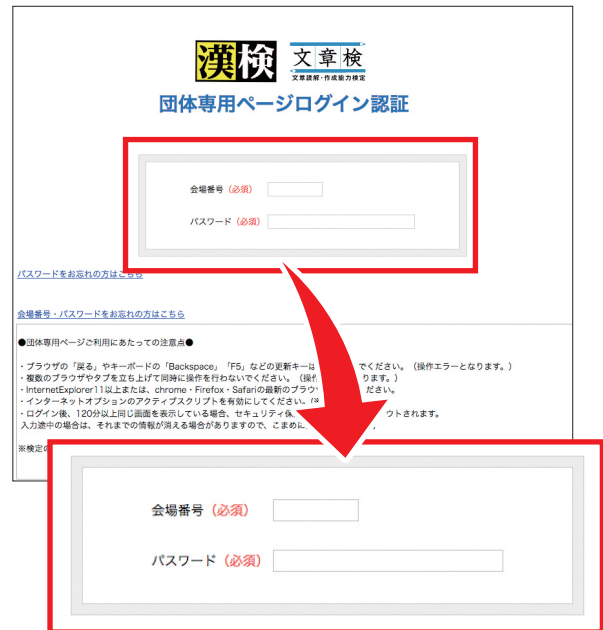 漢検 文章検
文章読解・作成能力検定
団体専用ページログイン認証
会場番号（必須）
パスワード（必須）
パスワードをお忘れの方はこちら
会場番号・パスワードをお忘れの方はこちら
●団体専用ページご利用にあたっての注意点●
・ブラウザの「戻る」やキーボードの「Backspace」「F5」などの更新キーは でください。（操作エラーとなります。）
・複数のブラウザやタブを立ち上げて同時に操作を行わないでください。（操 ります。）
・InternetExplorer11以上または、chrome・Firefox・Safariの最新のブラウ ださい。
・インターネットオプションのアクティブスクリプトを有効にしてください。
・ログイン後、120分以上同じ画面を表示している場合、セキュリティ保 ウトされます。
入力途中の場合は、それまでの情報が消える場合がありますので、こまめに
※検定の
会場番号（必須）
パスワード（必須）